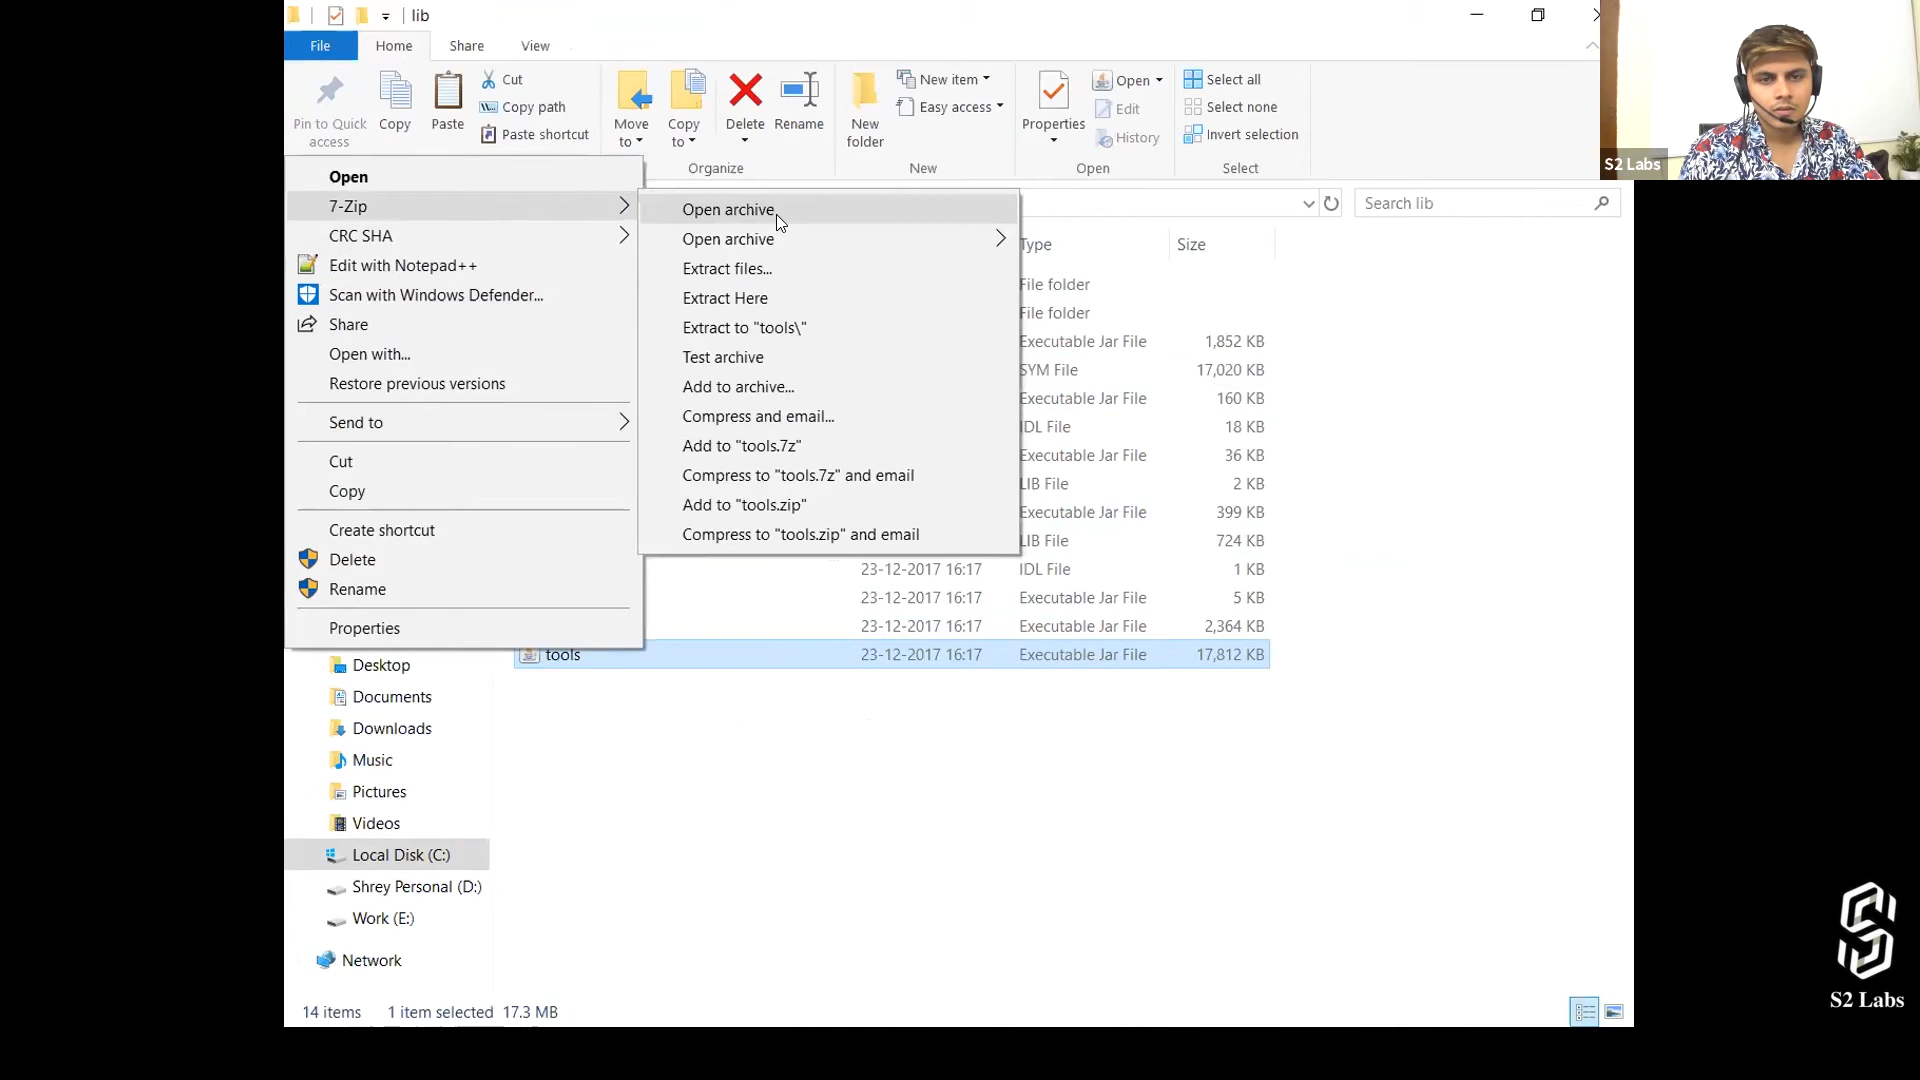 lib
File
Home
Share
View
Pin to Quick
access
Copy
Paste
Cut
Copy path
Paste shortcut
Move
to
Copy
to
Delete
Rename
Organize
New
folder
New item
Easy access
New
Properties
Open
Edit
History
Open
Select all
Select none
Invert selection
Select
S2 Labs
Search lib
Open
7-Zip
CRC SHA
Edit with Notepad++
Scan with Windows Defender...
Share
Open with...
Restore previous versions
Send to
Cut
Copy
Create shortcut
Delete
Rename
Properties
Open archive
Open archive
Extract files...
Extract Here
Extract to "tools\"
Test archive
Add to archive...
Compress and email...
Add to "tools.7z"
Compress to "tools.7z" and email
Add to "tools.zip"
Compress to "tools.zip" and email
Type Size
File folder
File folder
Executable Jar File 1,852 KB
SYM File 17,020 KB
Executable Jar File 160 KB
IDL File 18 KB
Executable Jar File 36 KB
LIB File 2 KB
Executable Jar File 399 KB
LIB File 724 KB
23-12-2017 16:17 IDL File 1 KB
23-12-2017 16:17 Executable Jar File 5 KB
23-12-2017 16:17 Executable Jar File 2,364 KB
tools 23-12-2017 16:17 Executable Jar File 17,812 KB
Desktop
Documents
Downloads
Music
Pictures
Videos
Local Disk (C:)
Shrey Personal (D:)
Work (E:)
Network
14 items 1 item selected 17.3 MB
S2 Labs